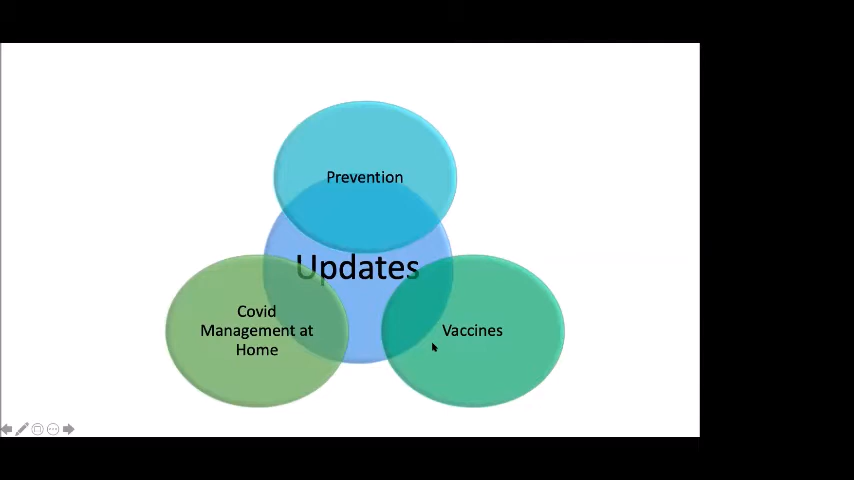 Prevention
Updates
Covid
Management at
Home
Vaccines